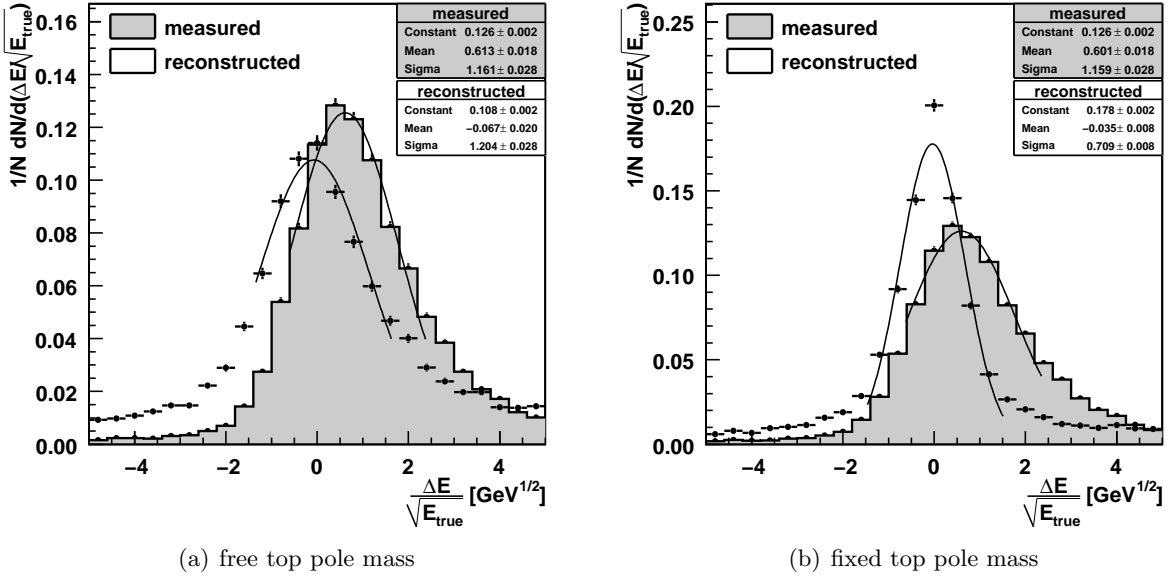 1/N dN/d(ΔE/√E_true)
0.16
0.14
0.12
0.10
0.08
0.06
0.04
0.02
0.00
measured
reconstructed
measured
Constant 0.126 ± 0.002
Mean 0.613 ± 0.018
Sigma 1.161 ± 0.028
reconstructed
Constant 0.108 ± 0.002
Mean −0.067 ± 0.020
Sigma 1.204 ± 0.028
−4 −2 0 2 4
ΔE/√E_true [GeV^1/2]
(a) free top pole mass
1/N dN/d(ΔE/√E_true)
0.25
0.20
0.15
0.10
0.05
0.00
measured
reconstructed
measured
Constant 0.126 ± 0.002
Mean 0.601 ± 0.018
Sigma 1.159 ± 0.028
reconstructed
Constant 0.178 ± 0.002
Mean −0.035 ± 0.008
Sigma 0.709 ± 0.008
−4 −2 0 2 4
ΔE/√E_true [GeV^1/2]
(b) fixed top pole mass